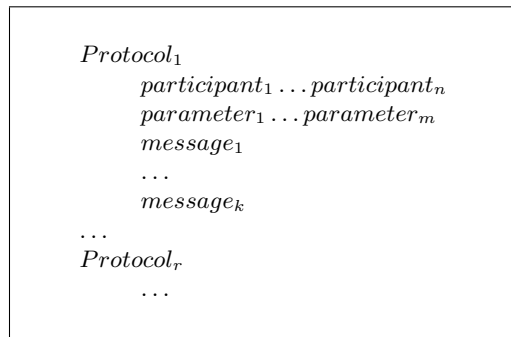 Protocol₁
participant₁ … participantₙ
parameter₁ … parameterₘ
message₁
…
messageₖ
…
Protocolᵣ
…